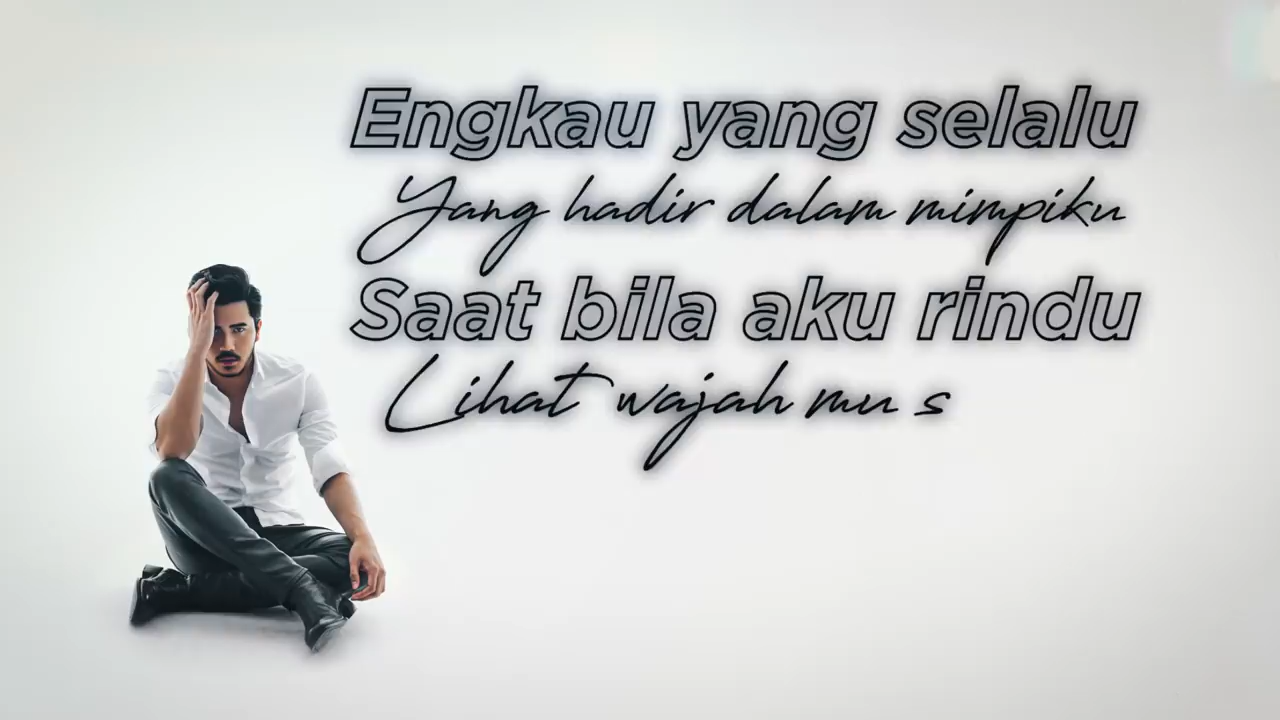 Engkau yang selalu
Yang hadir dalam mimpiku
Saat bila aku rindu
Lihat wajah mu s